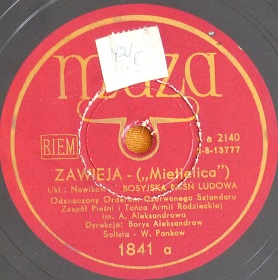 42/I
muza
RIEM
a 2140
B-13777
ZAWIEJA - („Mietielica")
Ukł.: Nowikow ROSYJSKA PIEŚŃ LUDOWA
Odznaczony Orderem Czerwonego Sztandaru
Zespół Pieśni i Tańca Armii Radzieckiej
im. A. Aleksandrowa
Dyrekcja: Borys Aleksandrow
Solista - W. Pankow
1841 a